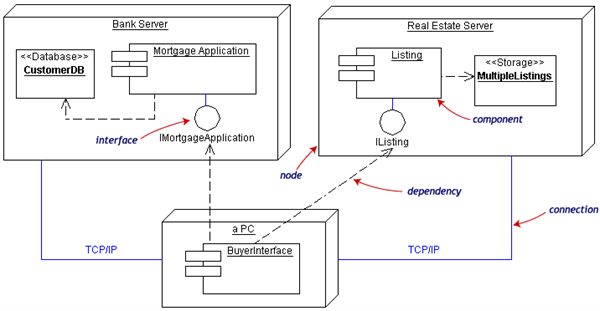 Bank Server
Real Estate Server
<<Database>>
CustomerDB
Mortgage Application
Listing
<<Storage>>
MultipleListings
interface
IMortgageApplication
component
IListing
node
dependency
connection
a PC
TCP/IP
BuyerInterface
TCP/IP